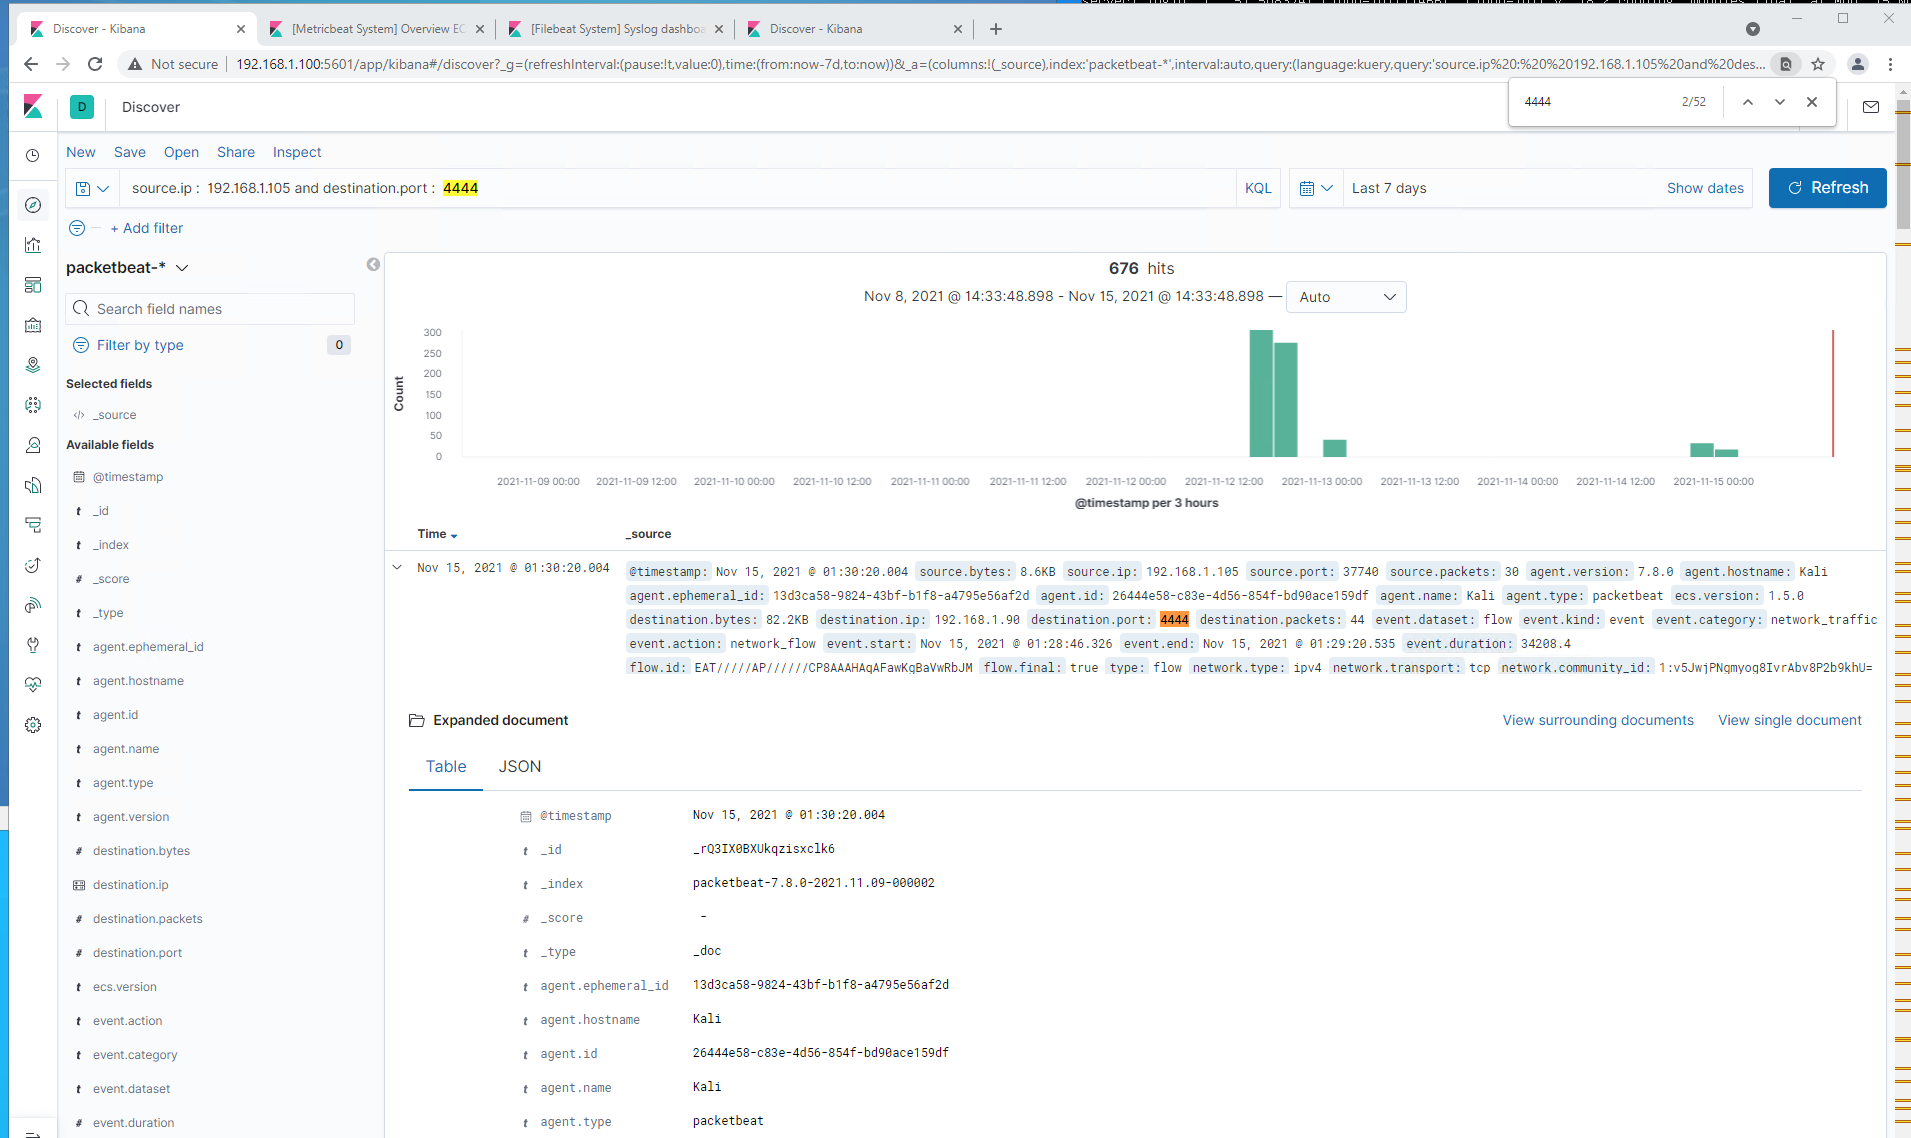 Discover - Kibana
[Metricbeat System] Overview EC
[Filebeat System] Syslog dashboa
Discover - Kibana
Not secure
192.168.1.100:5601/app/kibana#/discover?_g=(refreshInterval:(pause:!t,value:0),time:(from:now-7d,to:now))&_a=(columns:!(_source),index:'packetbeat-*',interval:auto,query:(language:kuery,query:'source.ip%20:%20%20192.168.1.105%20and%20des...
4444 2/52
D Discover
New Save Open Share Inspect
source.ip : 192.168.1.105 and destination.port : 4444
KQL
Last 7 days
Show dates
Refresh
+ Add filter
packetbeat-*
Search field names
Filter by type 0
Selected fields
_source
Available fields
@timestamp
t _id
t _index
# _score
t _type
t agent.ephemeral_id
t agent.hostname
t agent.id
t agent.name
t agent.type
t agent.version
# destination.bytes
destination.ip
# destination.packets
# destination.port
t ecs.version
t event.action
t event.category
t event.dataset
# event.duration
676 hits
Nov 8, 2021 @ 14:33:48.898 - Nov 15, 2021 @ 14:33:48.898 — Auto
Count
300
250
200
150
100
50
0
2021-11-09 00:00 2021-11-09 12:00 2021-11-10 00:00 2021-11-10 12:00 2021-11-11 00:00 2021-11-11 12:00 2021-11-12 00:00 2021-11-12 12:00 2021-11-13 00:00 2021-11-13 12:00 2021-11-14 00:00 2021-11-14 12:00 2021-11-15 00:00
@timestamp per 3 hours
Time _source
Nov 15, 2021 @ 01:30:20.004
@timestamp: Nov 15, 2021 @ 01:30:20.004 source.bytes: 8.6KB source.ip: 192.168.1.105 source.port: 37740 source.packets: 30 agent.version: 7.8.0 agent.hostname: Kali
agent.ephemeral_id: 13d3ca58-9824-43bf-b1f8-a4795e56af2d agent.id: 26444e58-c83e-4d56-854f-bd90ace159df agent.name: Kali agent.type: packetbeat ecs.version: 1.5.0
destination.bytes: 82.2KB destination.ip: 192.168.1.90 destination.port: 4444 destination.packets: 44 event.dataset: flow event.kind: event event.category: network_traffic
event.action: network_flow event.start: Nov 15, 2021 @ 01:28:46.326 event.end: Nov 15, 2021 @ 01:29:20.535 event.duration: 34208.4
flow.id: EAT/////AP//////CP8AAAHAqAFawKgBaVwRbJM flow.final: true type: flow network.type: ipv4 network.transport: tcp network.community_id: 1:v5JwjPNgmyog8IvrAbv8P2b9khU=
Expanded document
View surrounding documents View single document
Table JSON
@timestamp Nov 15, 2021 @ 01:30:20.004
t _id _rQ3IX0BXUkqzisxclk6
t _index packetbeat-7.8.0-2021.11.09-000002
# _score -
t _type _doc
t agent.ephemeral_id 13d3ca58-9824-43bf-b1f8-a4795e56af2d
t agent.hostname Kali
t agent.id 26444e58-c83e-4d56-854f-bd90ace159df
t agent.name Kali
t agent.type packetbeat